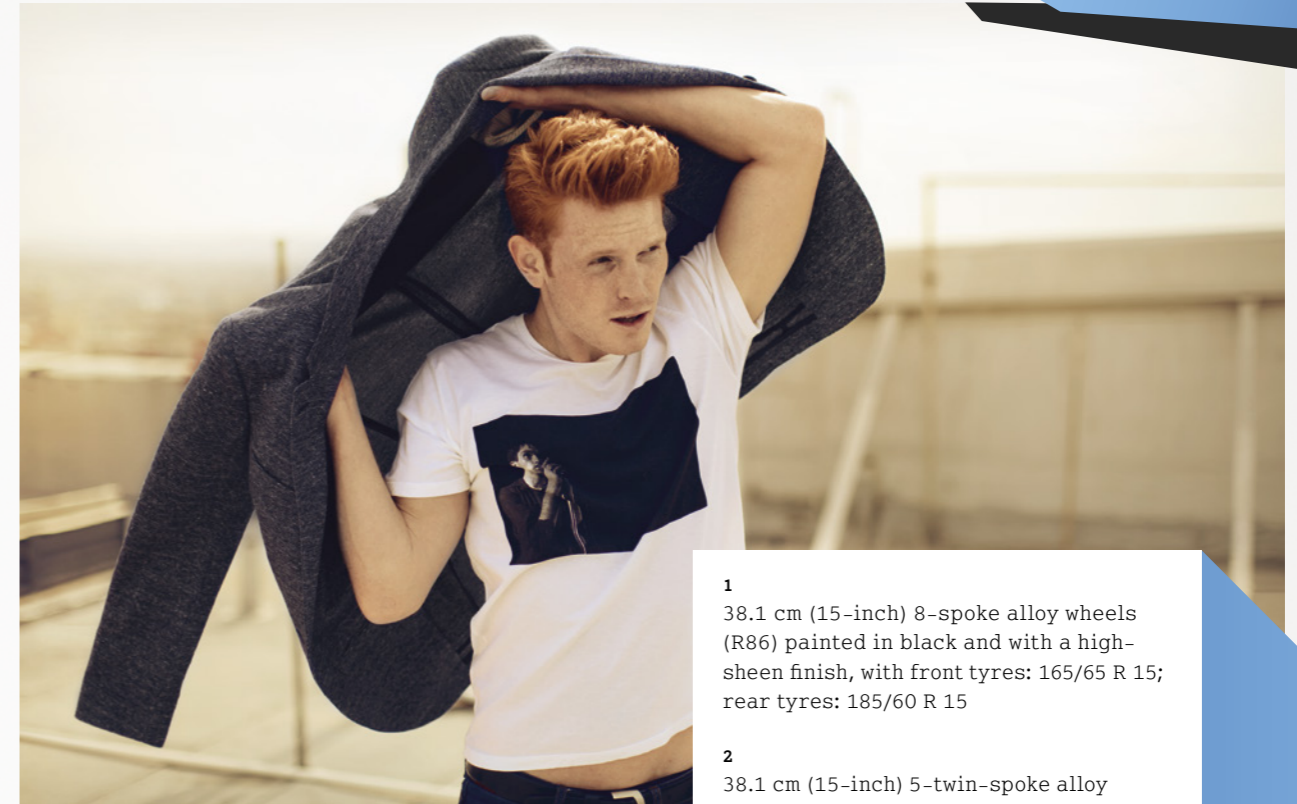 1
38.1 cm (15-inch) 8-spoke alloy wheels
(R86) painted in black and with a high-
sheen finish, with front tyres: 165/65 R 15;
rear tyres: 185/60 R 15
2
38.1 cm (15-inch) 5-twin-spoke alloy